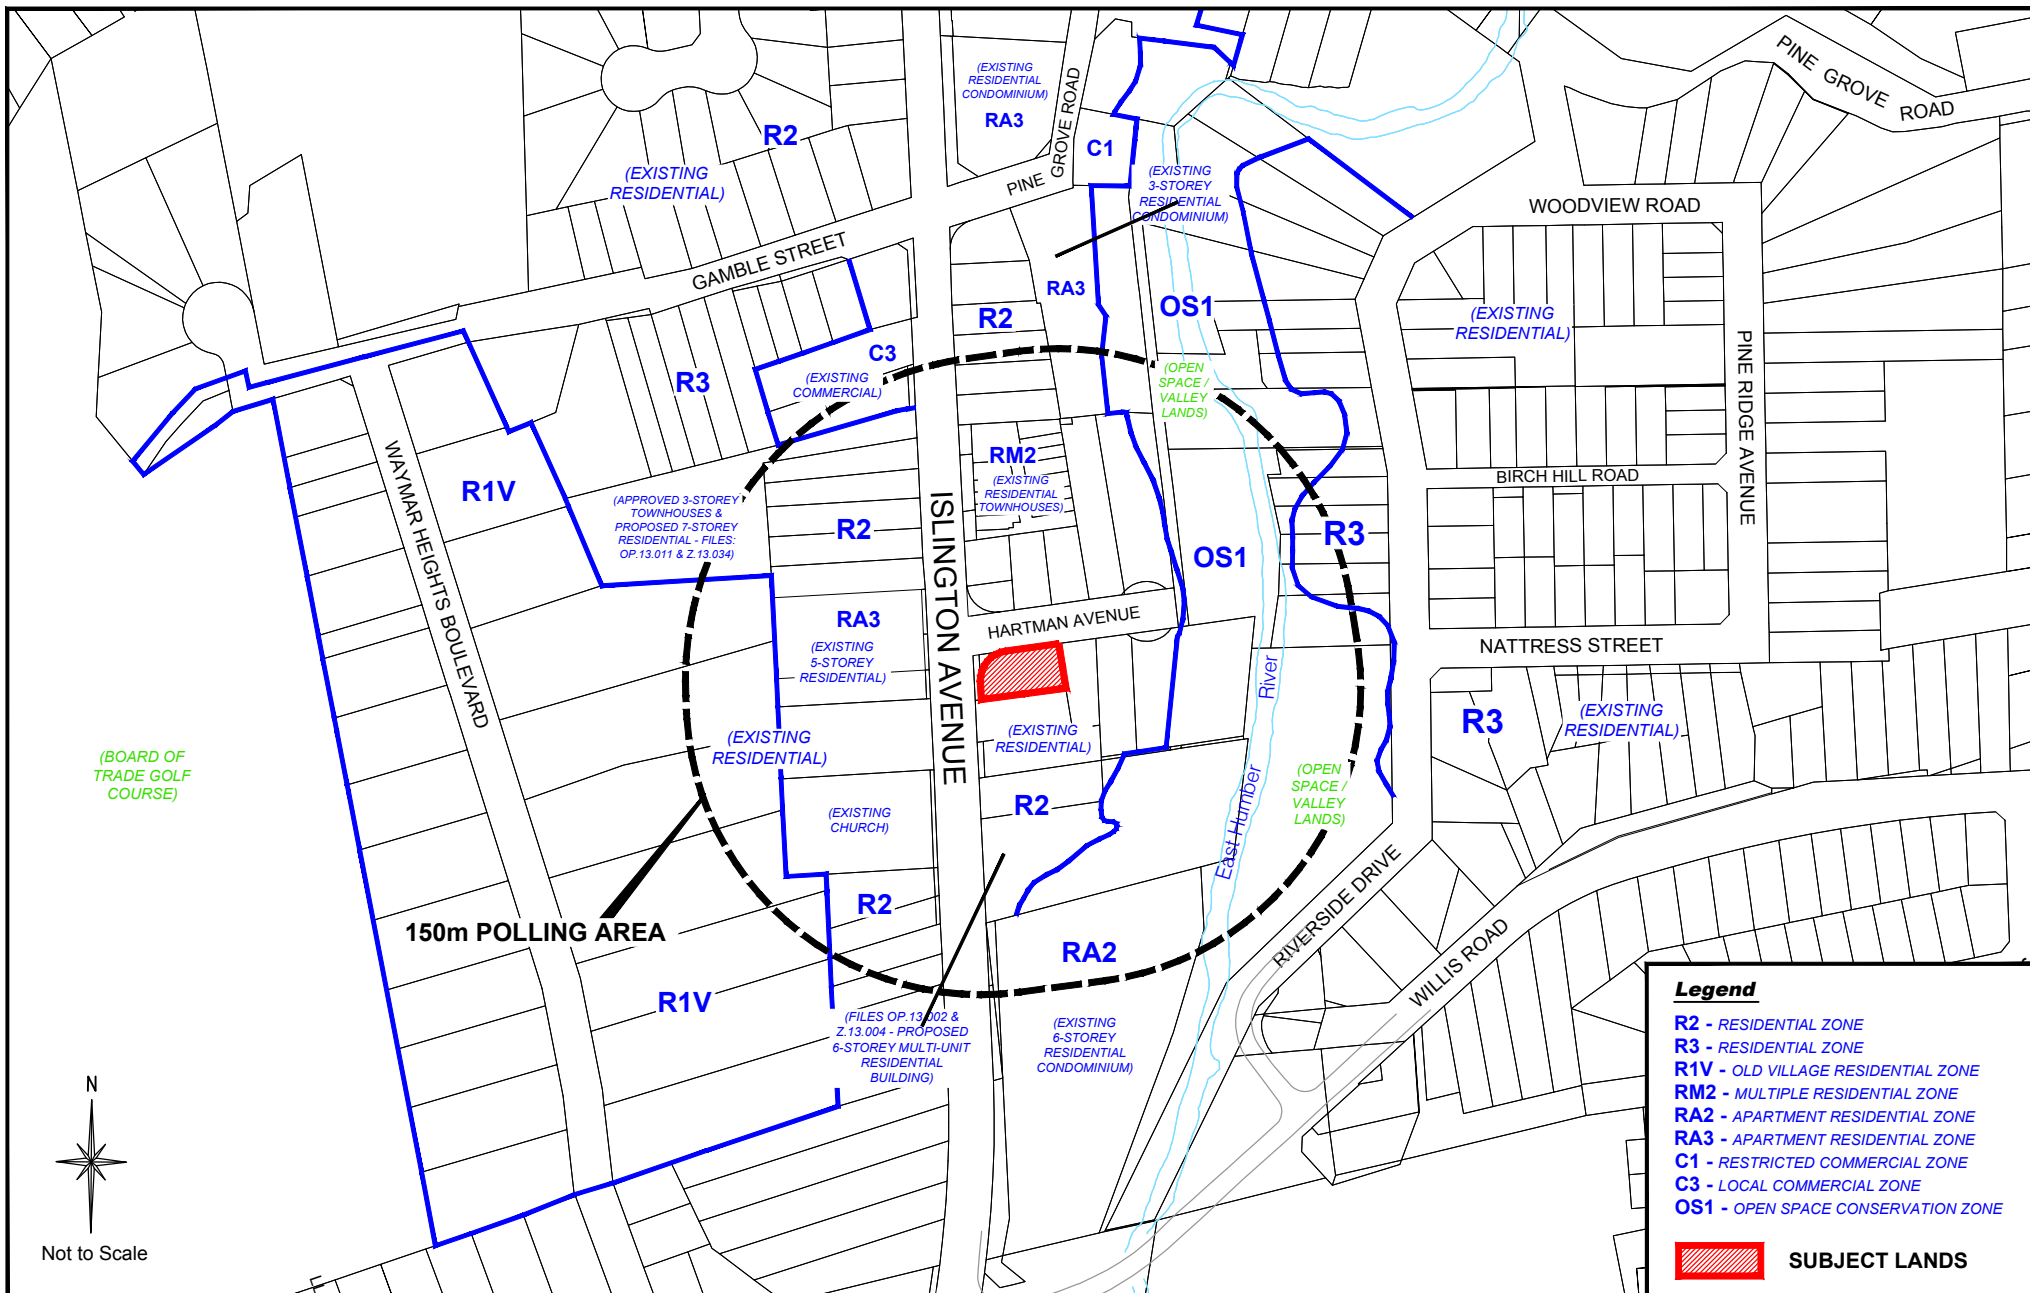 PINE GROVE ROAD
(EXISTING
RESIDENTIAL
CONDOMINIUM)
RA3
PINE GROVE ROAD
R2
C1
(EXISTING
RESIDENTIAL)
(EXISTING
3-STOREY
RESIDENTIAL
CONDOMINIUM)
WOODVIEW ROAD
GAMBLE STREET
RA3
OS1
R2
(EXISTING
RESIDENTIAL)
C3
R3
(EXISTING
COMMERCIAL)
(OPEN
SPACE /
VALLEY
LANDS)
PINE RIDGE AVENUE
WAYMAR HEIGHTS BOULEVARD
R1V
RM2
(EXISTING
RESIDENTIAL
TOWNHOUSES)
BIRCH HILL ROAD
(APPROVED 3-STOREY
TOWNHOUSES &
PROPOSED 7-STOREY
RESIDENTIAL - FILES:
OP.13.011 & Z.13.034)
R2
ISLINGTON AVENUE
OS1
R3
RA3
(EXISTING
5-STOREY
RESIDENTIAL)
HARTMAN AVENUE
NATTRESS STREET
East Humber River
R3
(EXISTING
RESIDENTIAL)
(EXISTING
RESIDENTIAL)
(EXISTING
RESIDENTIAL)
(BOARD OF
TRADE GOLF
COURSE)
(OPEN
SPACE /
VALLEY
LANDS)
(EXISTING
CHURCH)
R2
R2
150m POLLING AREA
RIVERSIDE DRIVE
WILLIS ROAD
RA2
R1V
(FILES OP.13.002 &
Z.13.004 - PROPOSED
6-STOREY MULTI-UNIT
RESIDENTIAL
BUILDING)
(EXISTING
6-STOREY
RESIDENTIAL
CONDOMINIUM)
N
Not to Scale
Legend
R2 - RESIDENTIAL ZONE
R3 - RESIDENTIAL ZONE
R1V - OLD VILLAGE RESIDENTIAL ZONE
RM2 - MULTIPLE RESIDENTIAL ZONE
RA2 - APARTMENT RESIDENTIAL ZONE
RA3 - APARTMENT RESIDENTIAL ZONE
C1 - RESTRICTED COMMERCIAL ZONE
C3 - LOCAL COMMERCIAL ZONE
OS1 - OPEN SPACE CONSERVATION ZONE
SUBJECT LANDS